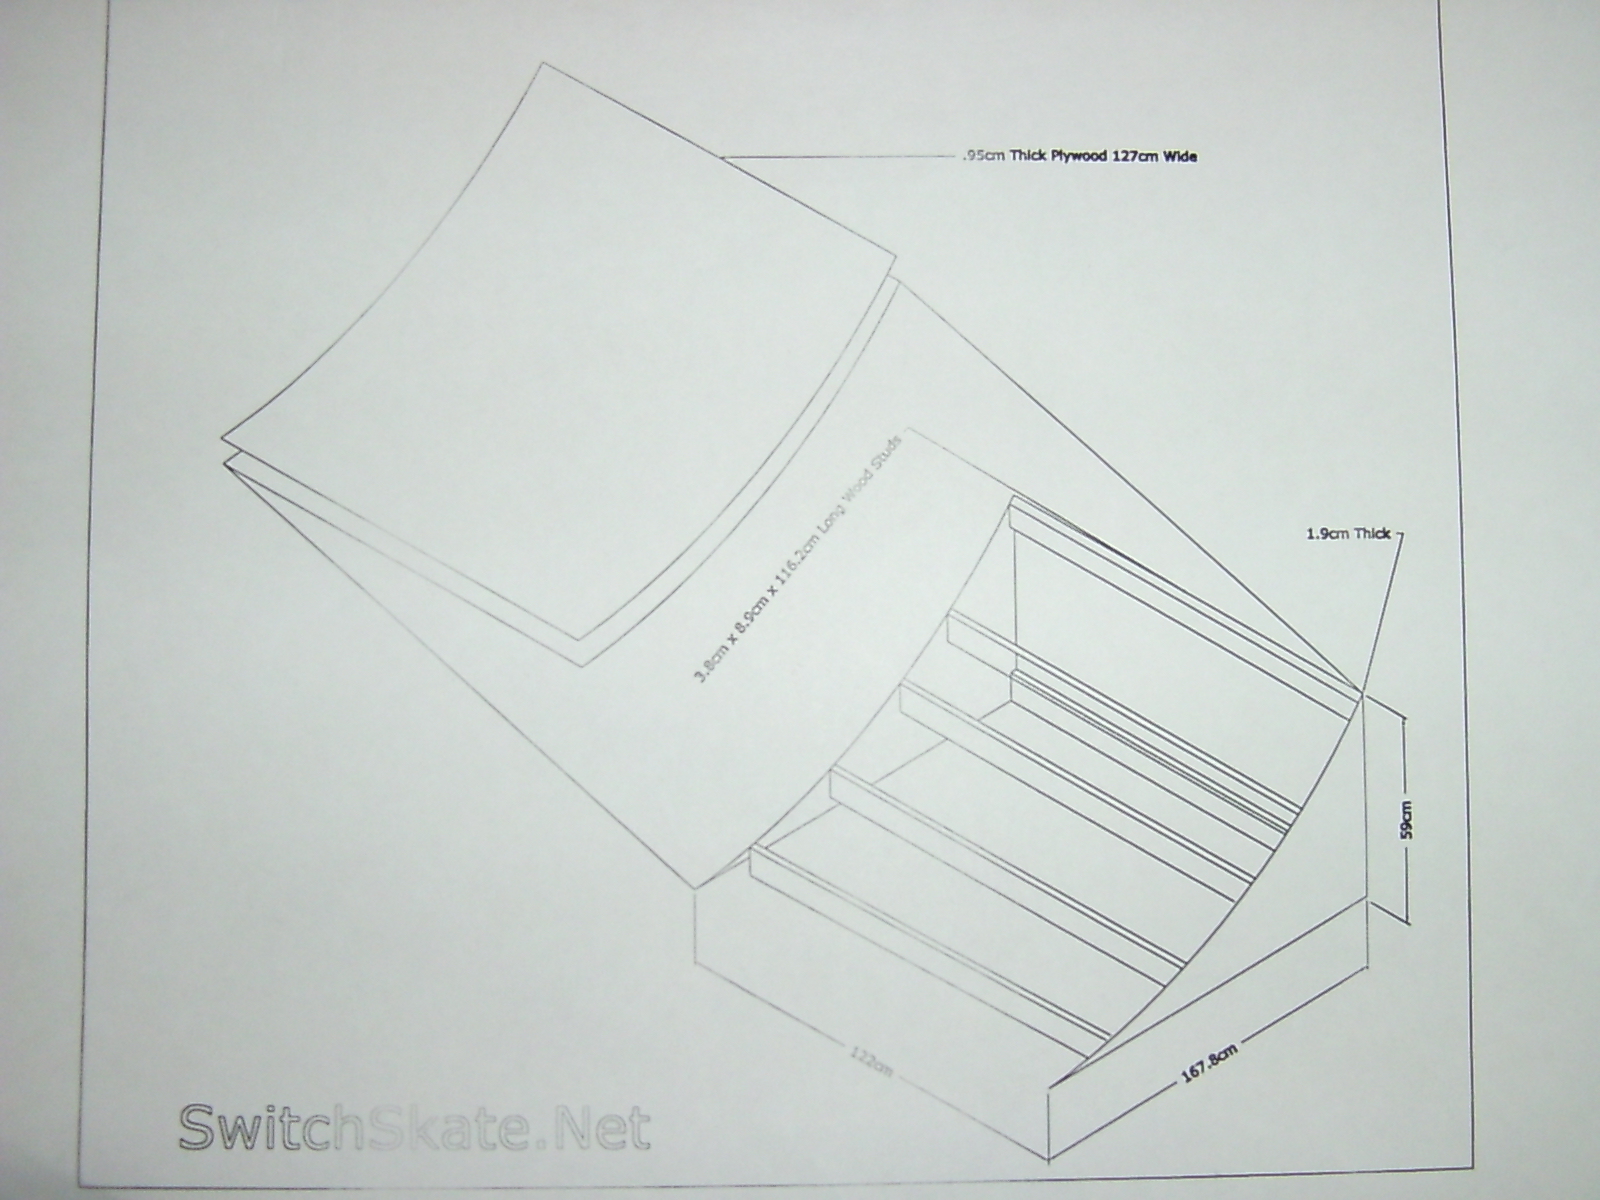 .95cm Thick Plywood 127cm Wide
3.8cm x 8.9cm x 116.2cm Long Wood Studs
1.9cm Thick
59cm
122cm
167.8cm
SwitchSkate.Net